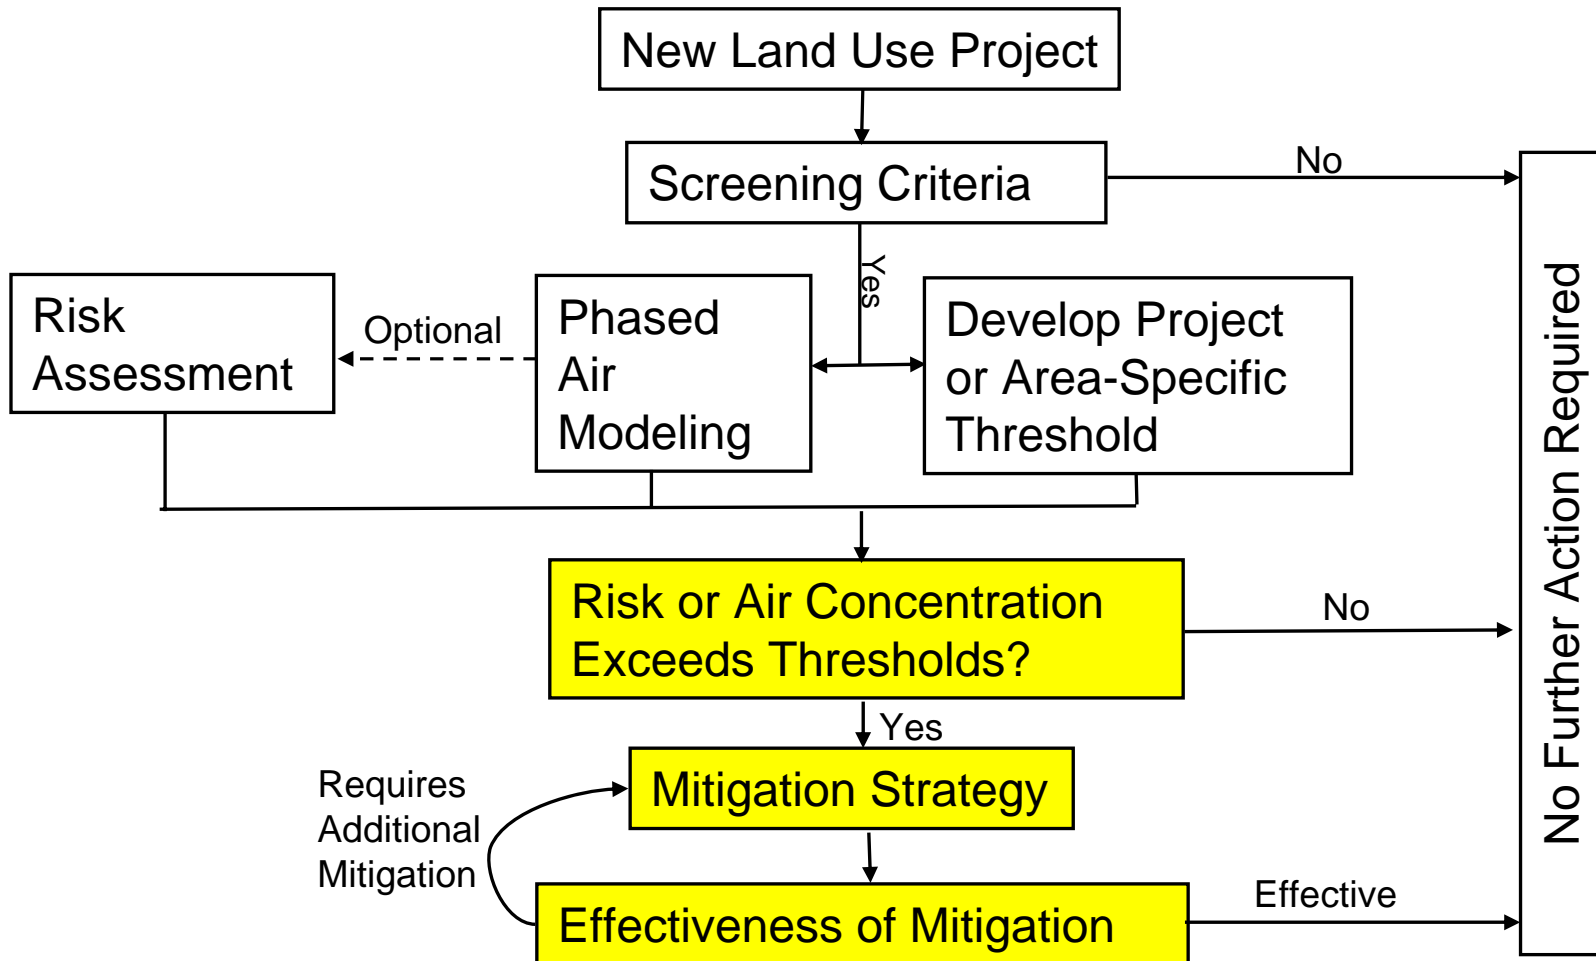 New Land Use Project
Screening Criteria
No
Yes
Risk
Assessment
Optional
Phased
Air
Modeling
Develop Project
or Area-Specific
Threshold
Risk or Air Concentration
Exceeds Thresholds?
No
Yes
Mitigation Strategy
Requires
Additional
Mitigation
Effectiveness of Mitigation
Effective
No Further Action Required